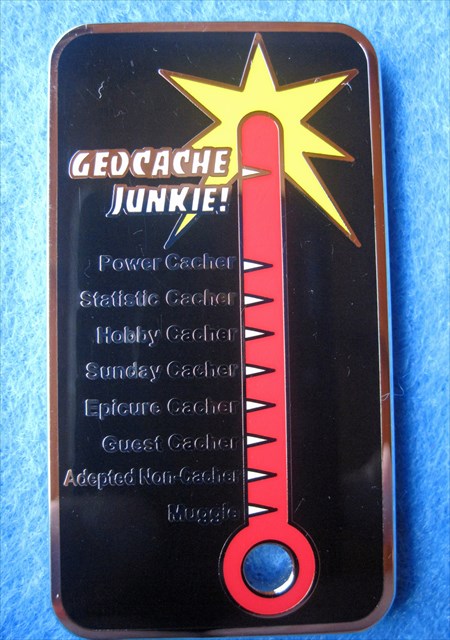 GEOCACHE
JUNKIE!
Power Cacher
Statistic Cacher
Hobby Cacher
Sunday Cacher
Epicure Cacher
Guest Cacher
Adepted Non-Cacher
Muggle